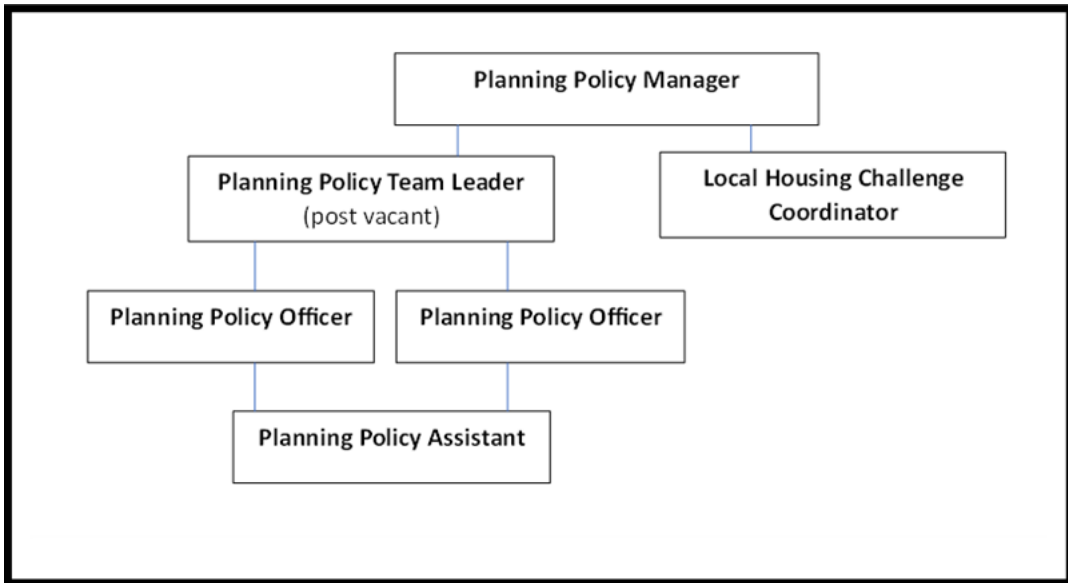 Planning Policy Manager
Planning Policy Team Leader
(post vacant)
Local Housing Challenge
Coordinator
Planning Policy Officer
Planning Policy Officer
Planning Policy Assistant